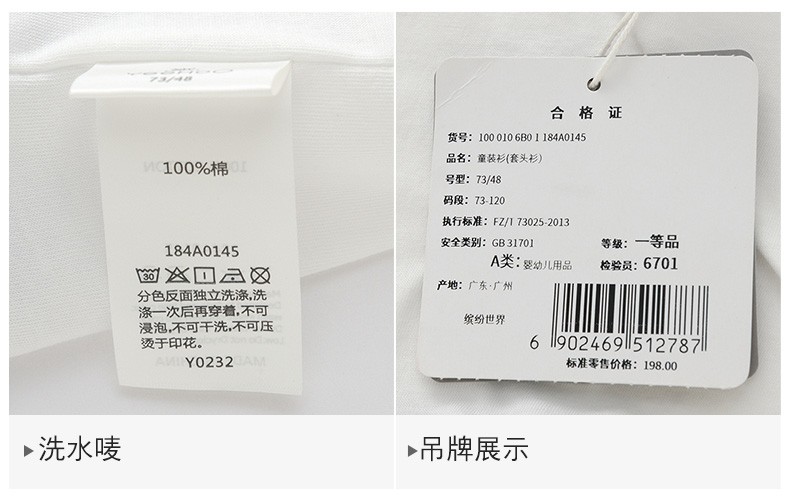 73/48
100%棉
184A0145
30
分色反面独立洗涤,洗
涤一次后再穿着,不可
浸泡,不可干洗,不可压
烫于印花。
Y0232
洗水唛
合格证
货号: 100 010 6B0 1 184A0145
品名: 童装衫(套头衫)
号型: 73/48
码段: 73-120
执行标准: FZ/T 73025-2013
安全类别: GB 31701 等级: 一等品
A类: 婴幼儿用品 检验员: 6701
产地: 广东·广州
缤纷世界
6 902469 512787
标准零售价格: 198.00
吊牌展示